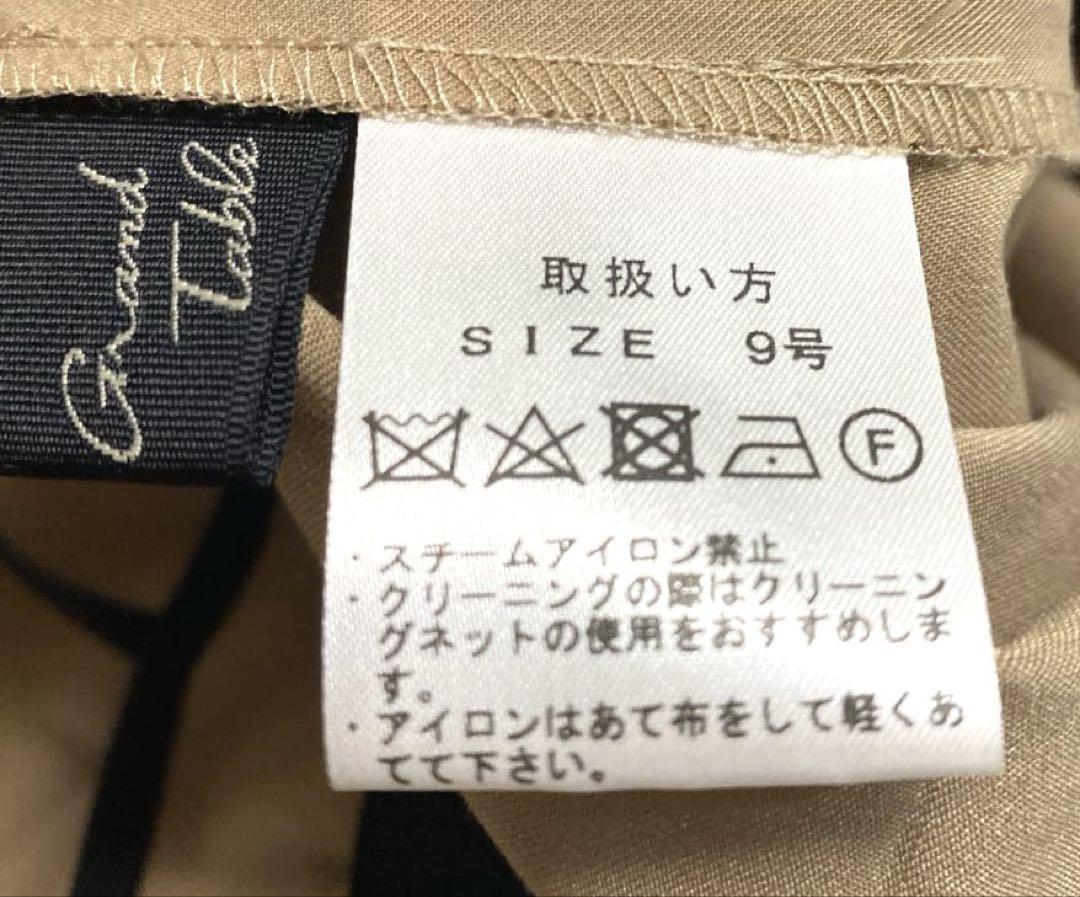 Grand
Table
取扱い方
SIZE 9号
F
・スチームアイロン禁止
・クリーニングの際はクリーニン
グネットの使用をおすすめしま
す。
・アイロンはあて布をして軽くあ
てて下さい。